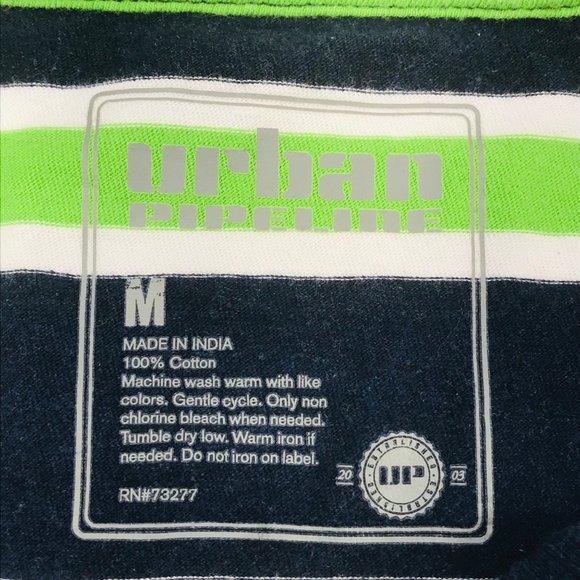 urban
PIPELINE
M
MADE IN INDIA
100% Cotton
Machine wash warm with like
colors. Gentle cycle. Only non
chlorine bleach when needed.
Tumble dry low. Warm iron if
needed. Do not iron on label.
RN#73277
ESTABLISHED
20 UP 03
ESTABLISHED